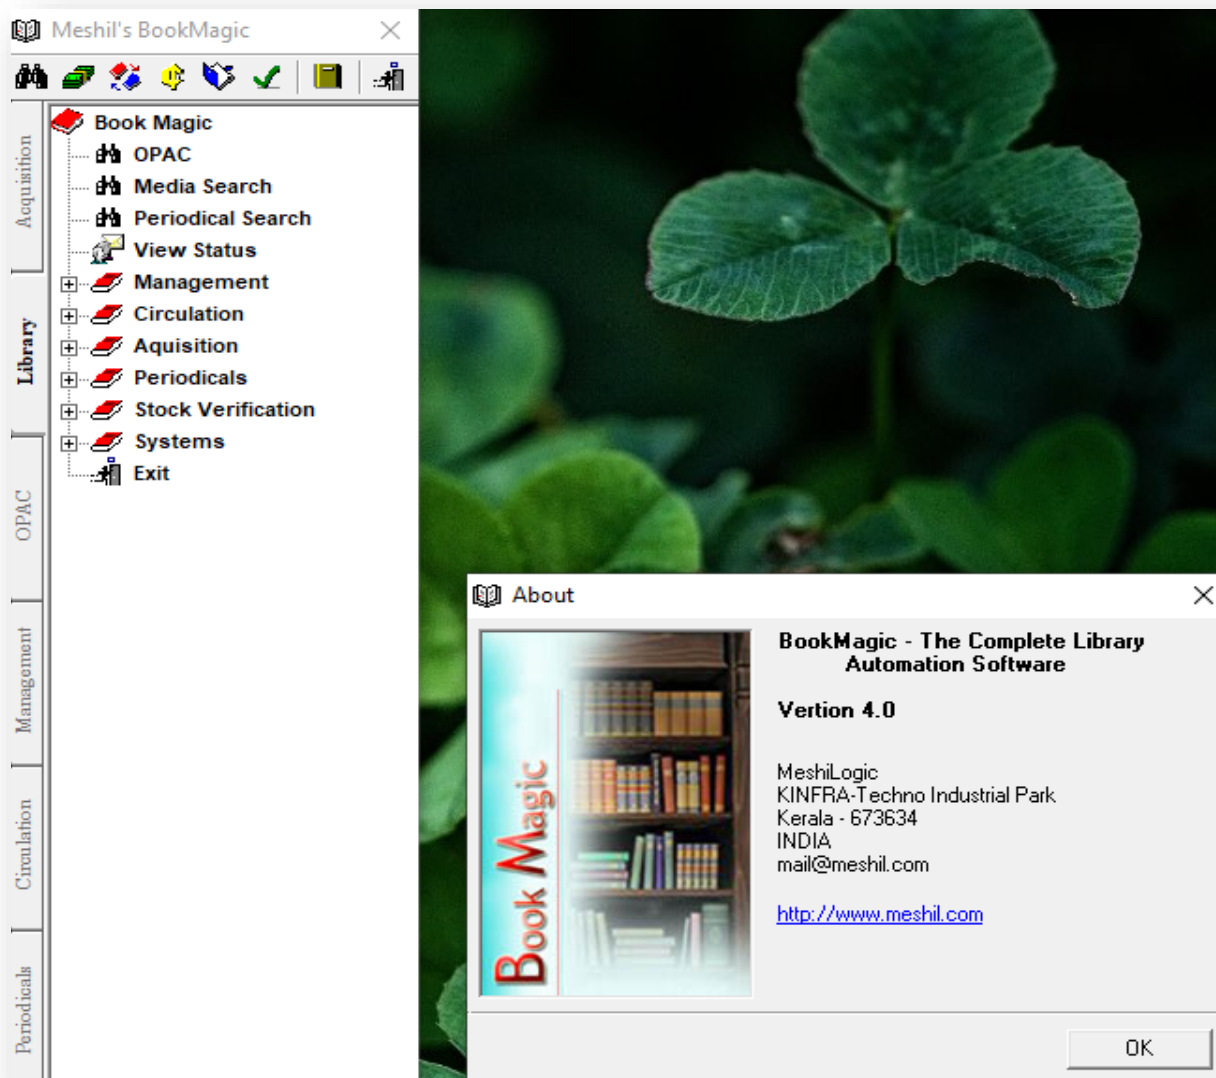 Meshil's BookMagic
Acquisition
Library
OPAC
Management
Circulation
Periodicals
Book Magic
OPAC
Media Search
Periodical Search
View Status
Management
Circulation
Aquisition
Periodicals
Stock Verification
Systems
Exit
About
Book Magic
BookMagic - The Complete Library
Automation Software
Vertion 4.0
MeshiLogic
KINFRA-Techno Industrial Park
Kerala - 673634
INDIA
mail@meshil.com
http://www.meshil.com
OK